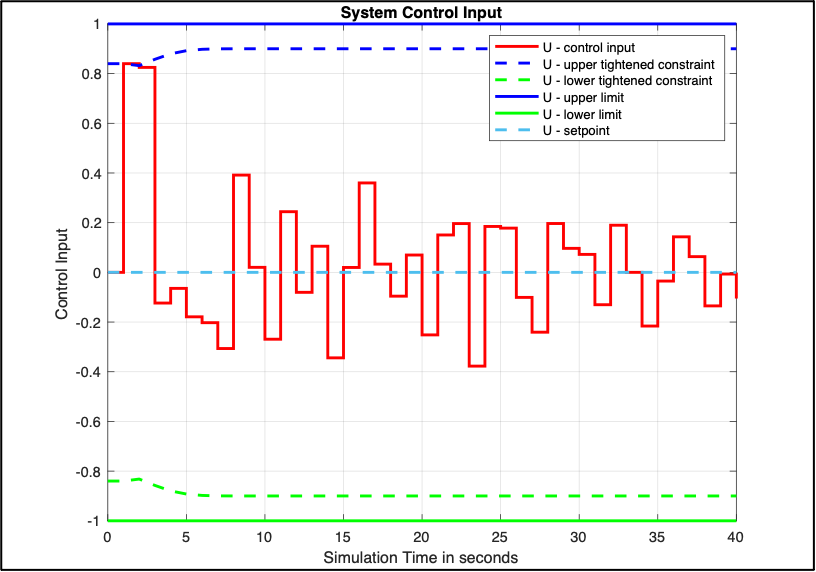 System Control Input
U - control input
U - upper tightened constraint
U - lower tightened constraint
U - upper limit
U - lower limit
U - setpoint
Control Input
1
0.8
0.6
0.4
0.2
0
-0.2
-0.4
-0.6
-0.8
-1
0 5 10 15 20 25 30 35 40
Simulation Time in seconds